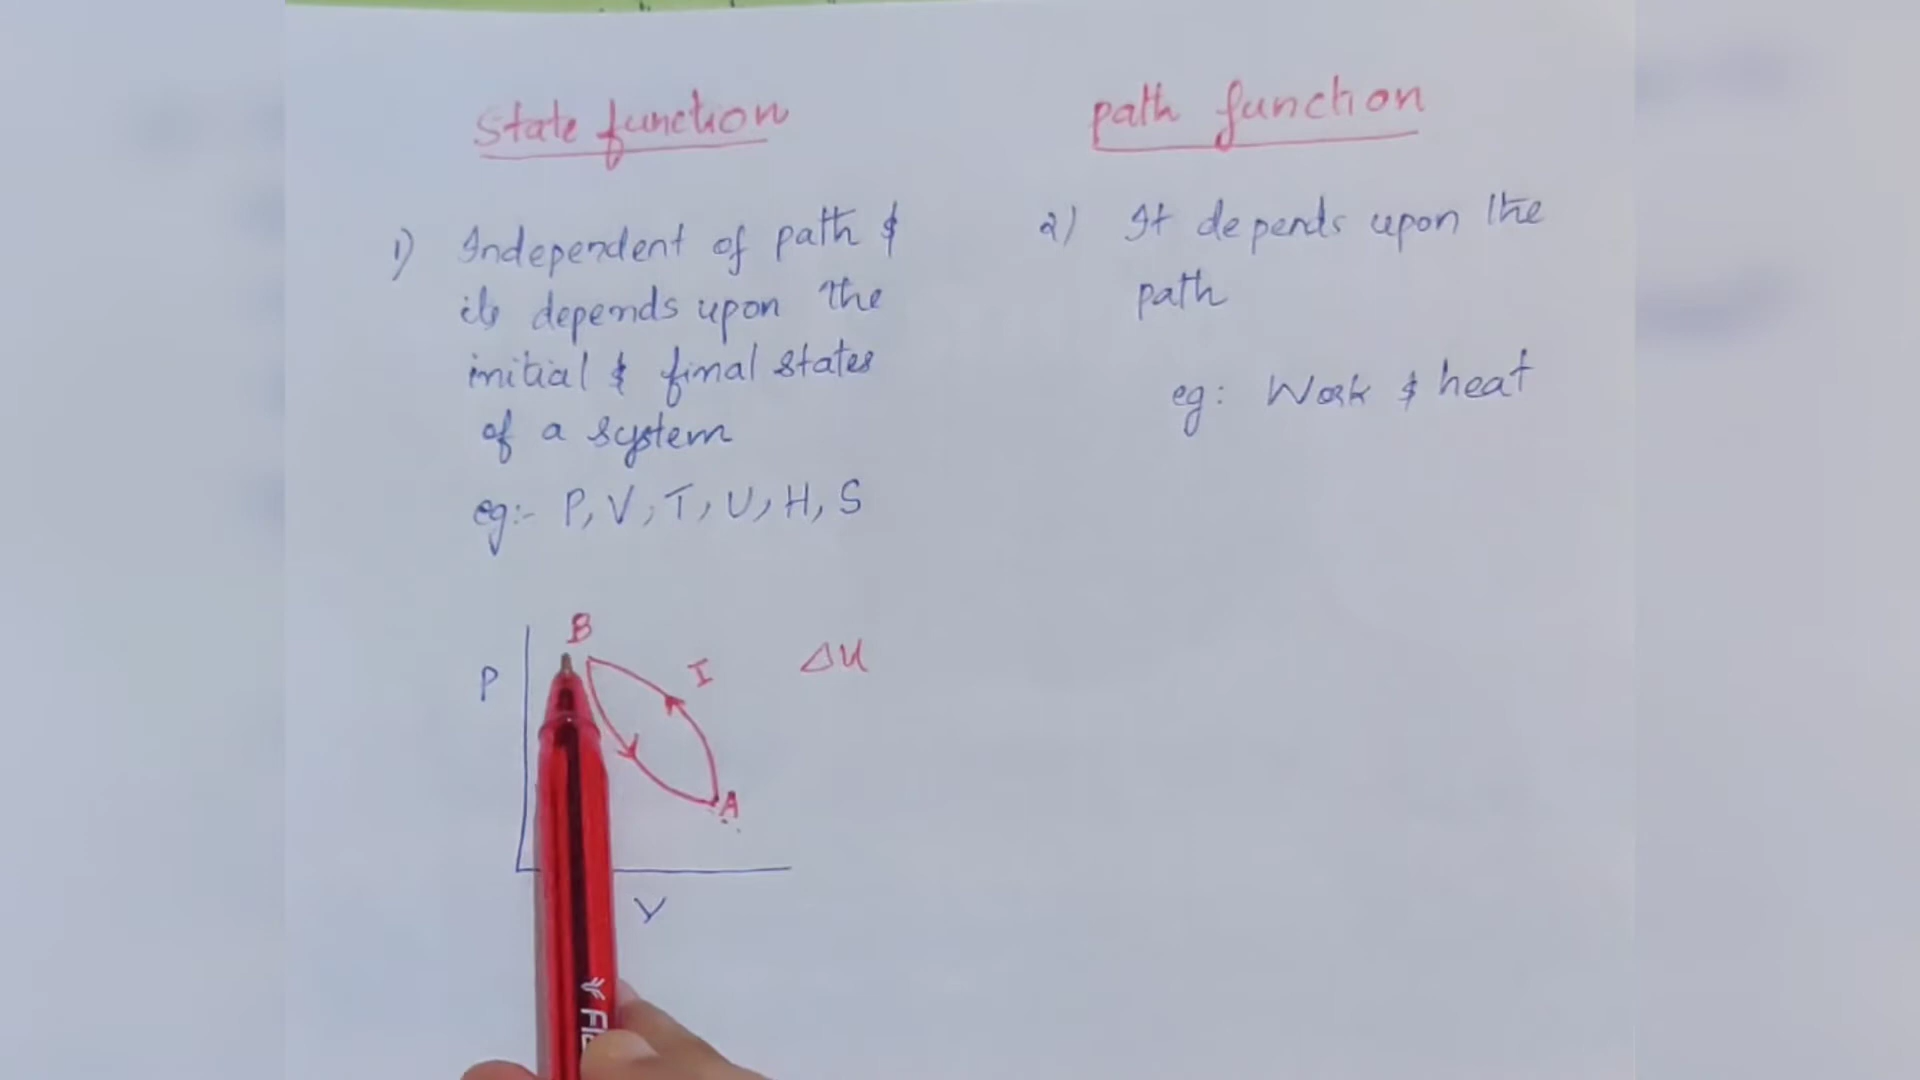 State function
1) Independent of path &
its depends upon the
initial & final states
of a system
eg:- P, V, T, U, H, S
B
P
I
ΔU
A
V
path function
2) It depends upon the
path
eg: Work & heat